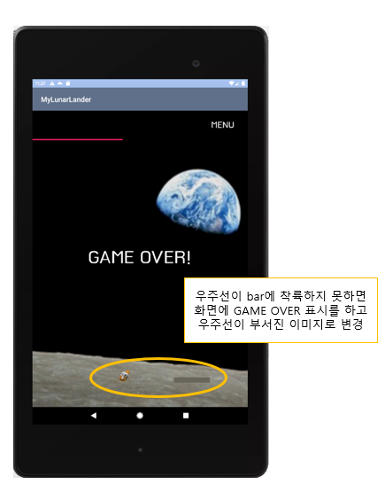 MyLunarLander
MENU
GAME OVER!
우주선이 bar에 착륙하지 못하면
화면에 GAME OVER 표시를 하고
우주선이 부서진 이미지로 변경